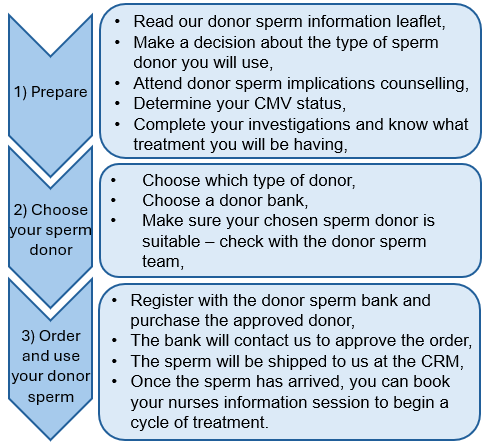 1) Prepare
• Read our donor sperm information leaflet,
• Make a decision about the type of sperm
donor you will use,
• Attend donor sperm implications counselling,
• Determine your CMV status,
• Complete your investigations and know what
treatment you will be having,
2) Choose
your sperm
donor
• Choose which type of donor,
• Choose a donor bank,
• Make sure your chosen sperm donor is
suitable – check with the donor sperm
team,
3) Order
and use
your donor
sperm
• Register with the donor sperm bank and
purchase the approved donor,
• The bank will contact us to approve the order,
• The sperm will be shipped to us at the CRM,
• Once the sperm has arrived, you can book
your nurses information session to begin a
cycle of treatment.